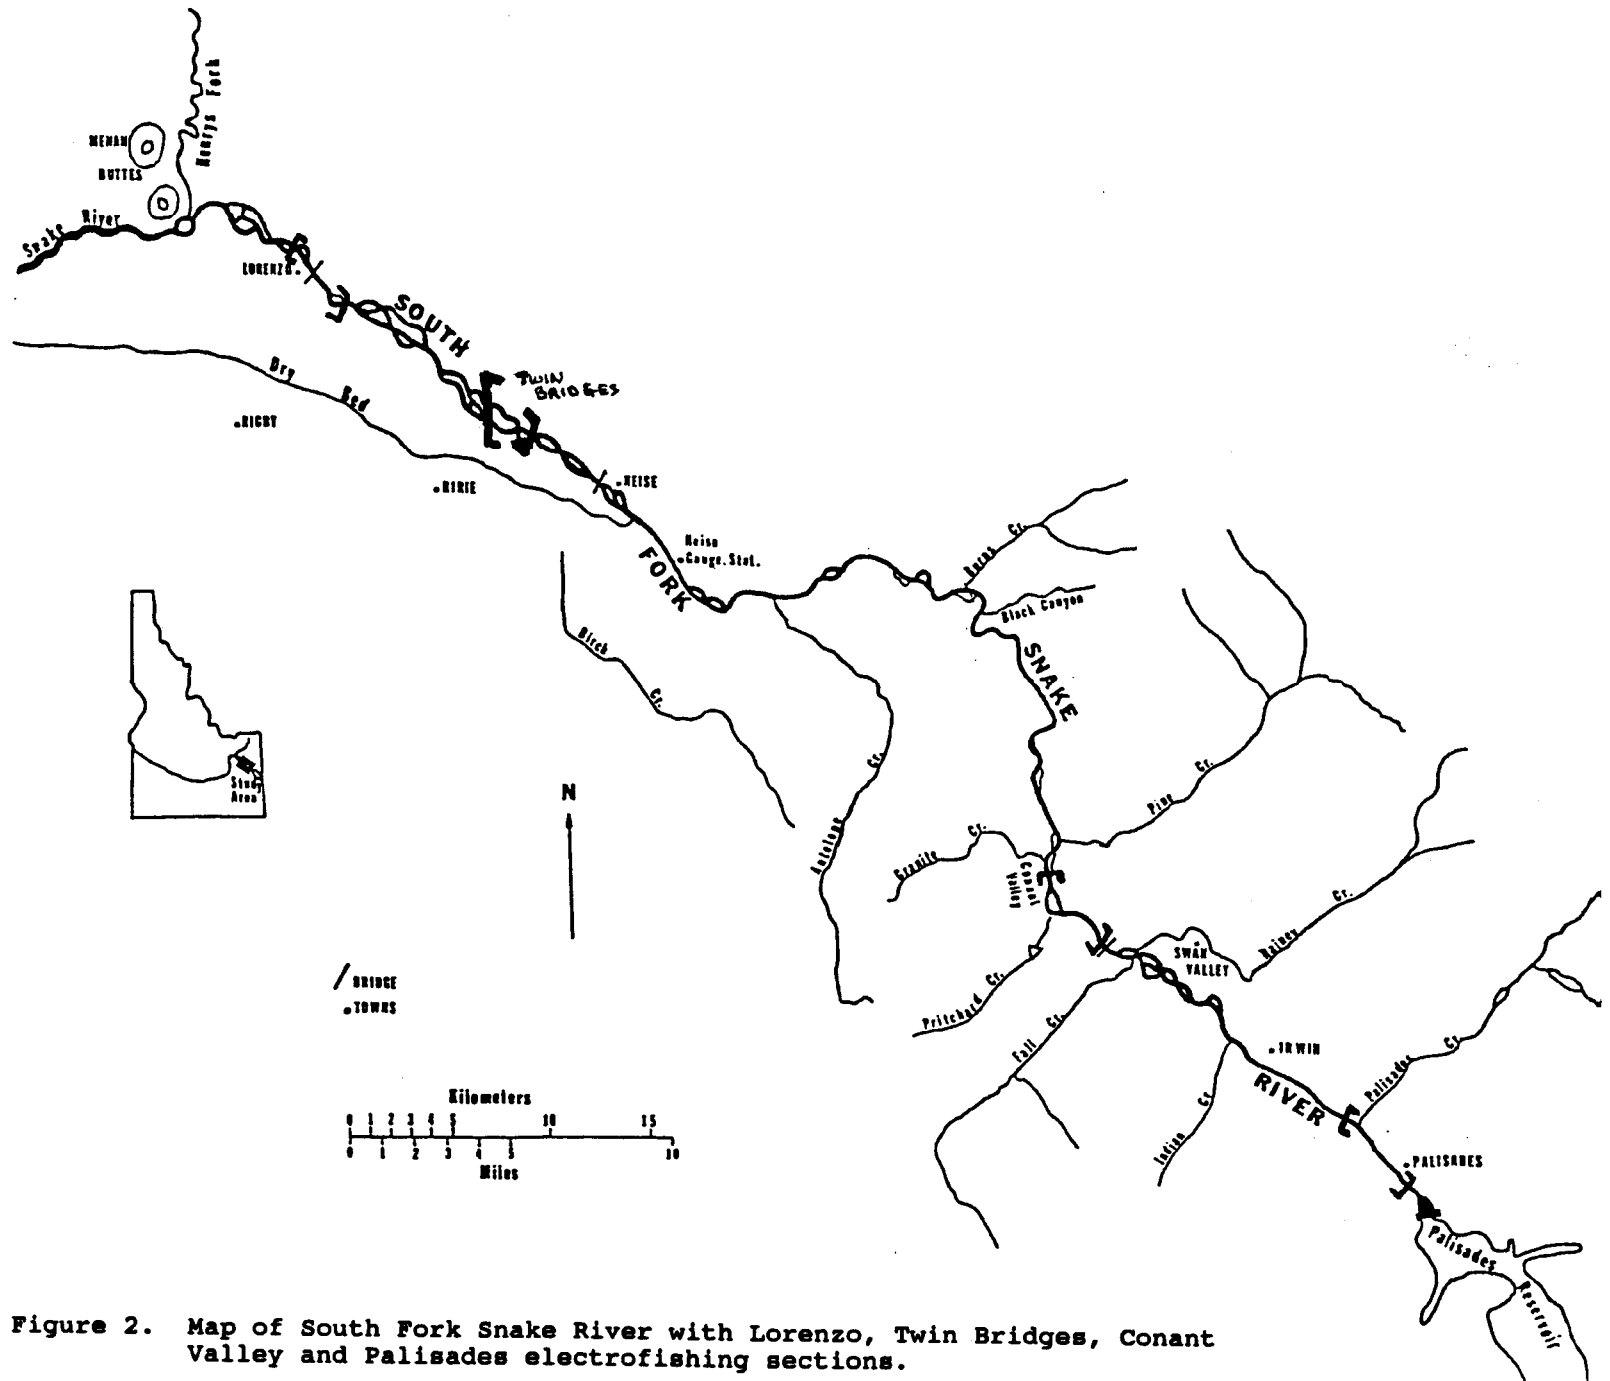 Henrys Fork
MENAN
BUTTES
Snake River
LORENZO
SOUTH
TWIN
BRIDGES
Dry Bed
RIGBY
RIRIE
HEISE
Heise
Gauge. Stat.
FORK
Burns Cr.
Black Canyon
SNAKE
Birch Cr.
Study
Area
N
Antelope Cr.
Pine Cr.
Granite Cr.
Conant
Valley
Rainey Cr.
SWAN
VALLEY
Pritchard Cr.
Fall Cr.
Indian Cr.
IRWIN
RIVER
Palisades Cr.
PALISADES
Palisades
Reservoir
BRIDGE
TOWNS
Kilometers
0 1 2 3 4 5 10 15
0 1 2 3 4 5 10
Miles
Figure 2. Map of South Fork Snake River with Lorenzo, Twin Bridges, Conant
Valley and Palisades electrofishing sections.